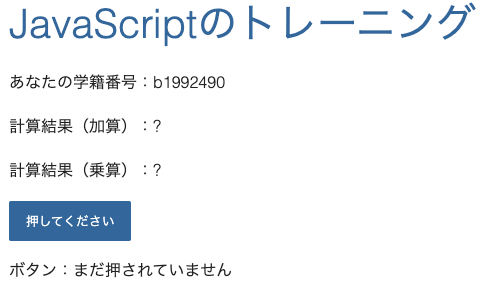 JavaScriptのトレーニング
あなたの学籍番号：b1992490
計算結果（加算）：?
計算結果（乗算）：?
押してください
ボタン：まだ押されていません